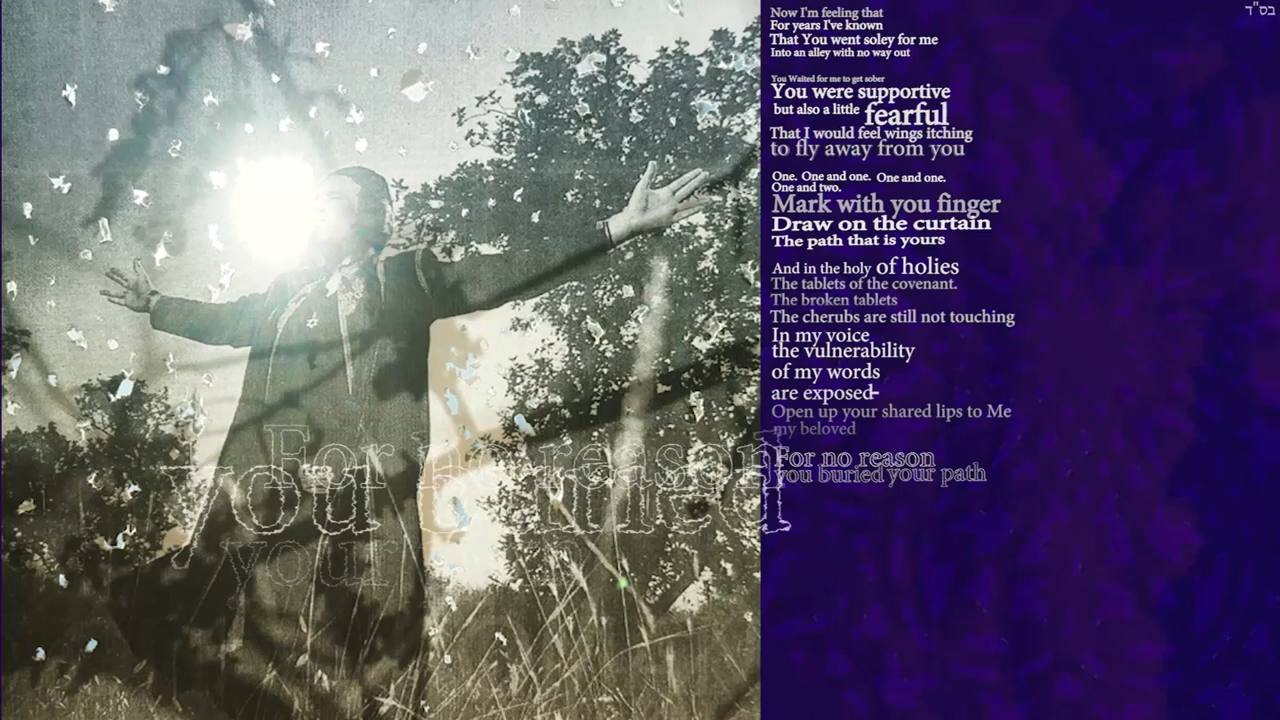 בס"ד
Now I'm feeling that
For years I've known
That You went soley for me
Into an alley with no way out
You Waited for me to get sober
You were supportive
but also a little fearful
That I would feel wings itching
to fly away from you
One. One and one. One and one.
One and two.
Mark with you finger
Draw on the curtain
The path that is yours
And in the holy of holies
The tablets of the covenant.
The broken tablets
The cherubs are still not touching
In my voice
the vulnerability
of my words
are exposed-
Open up your shared lips to Me
my beloved
For no reason
you buried your path
For no reason
you buried
your